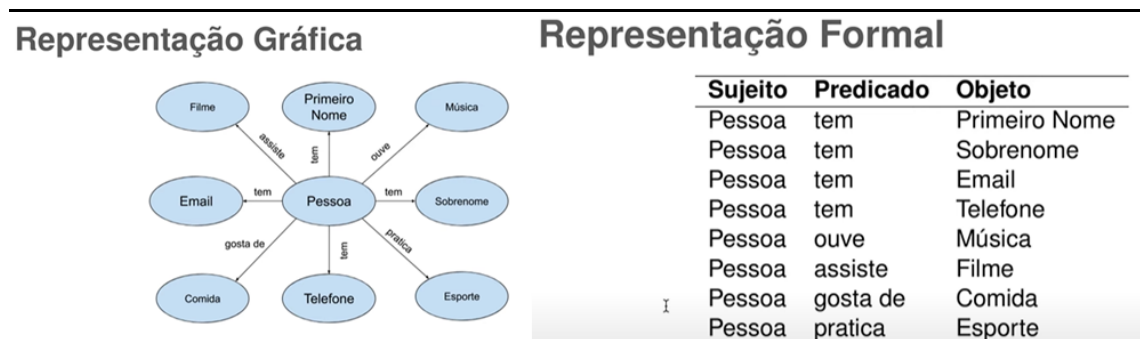 Representação Gráfica
Filme
Primeiro
Nome
Música
assiste
tem
ouve
Email
tem
Pessoa
tem
Sobrenome
gosta de
tem
pratica
Comida
Telefone
Esporte
Representação Formal
Sujeito Predicado Objeto
Pessoa tem Primeiro Nome
Pessoa tem Sobrenome
Pessoa tem Email
Pessoa tem Telefone
Pessoa ouve Música
Pessoa assiste Filme
Pessoa gosta de Comida
Pessoa pratica Esporte